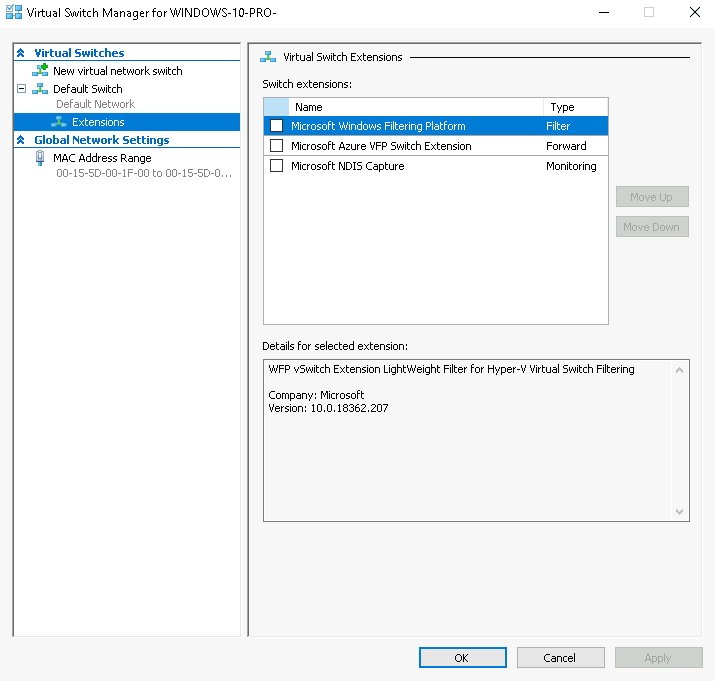 Virtual Switch Manager for WINDOWS-10-PRO-
Virtual Switches
New virtual network switch
Default Switch
Default Network
Extensions
Global Network Settings
MAC Address Range
00-15-5D-00-1F-00 to 00-15-5D-0...
Virtual Switch Extensions
Switch extensions:
Name Type
Microsoft Windows Filtering Platform Filter
Microsoft Azure VFP Switch Extension Forward
Microsoft NDIS Capture Monitoring
Move Up
Move Down
Details for selected extension:
WFP vSwitch Extension LightWeight Filter for Hyper-V Virtual Switch Filtering
Company: Microsoft
Version: 10.0.18362.207
OK Cancel Apply